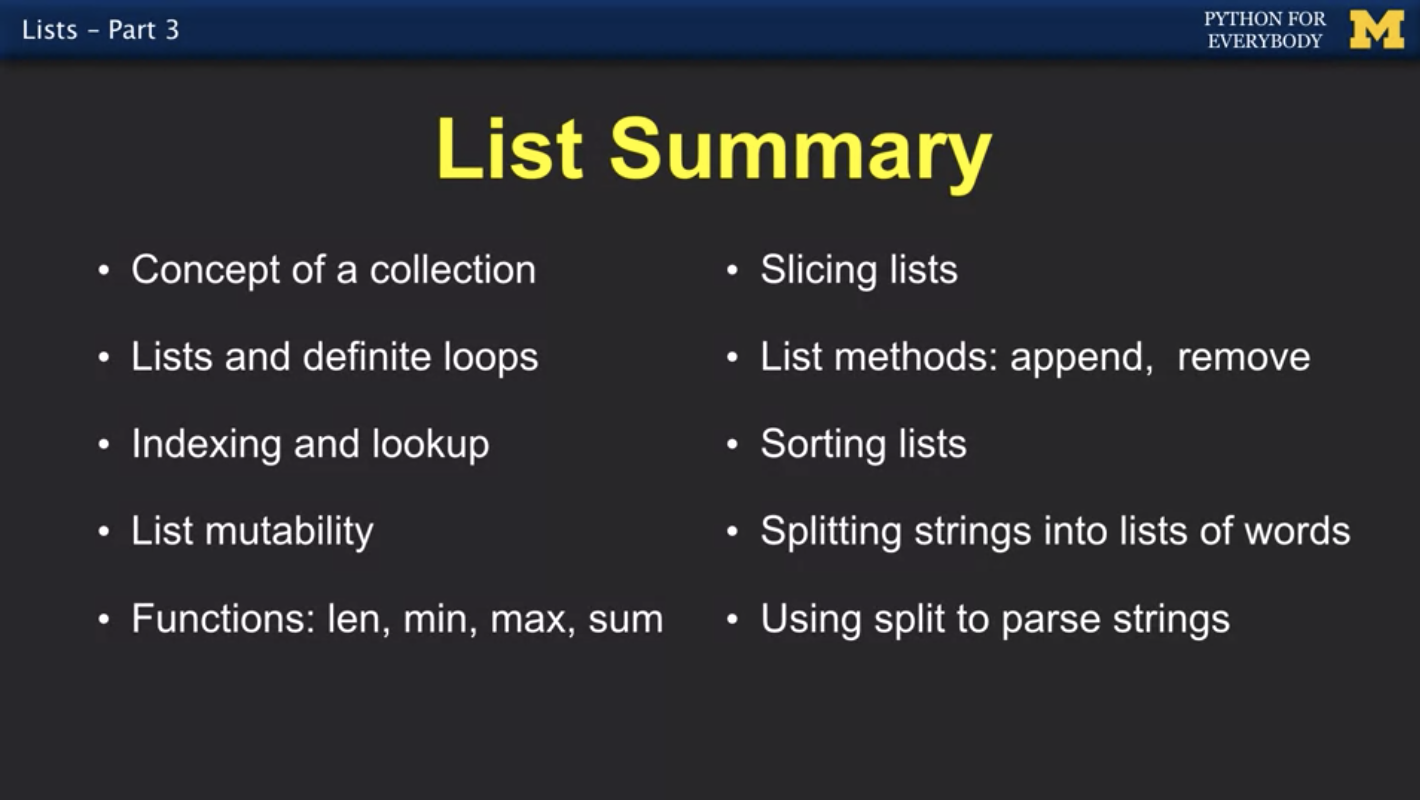 Lists – Part 3
PYTHON FOR
EVERYBODY
M
List Summary
• Concept of a collection
• Lists and definite loops
• Indexing and lookup
• List mutability
• Functions: len, min, max, sum
• Slicing lists
• List methods: append,  remove
• Sorting lists
• Splitting strings into lists of words
• Using split to parse strings